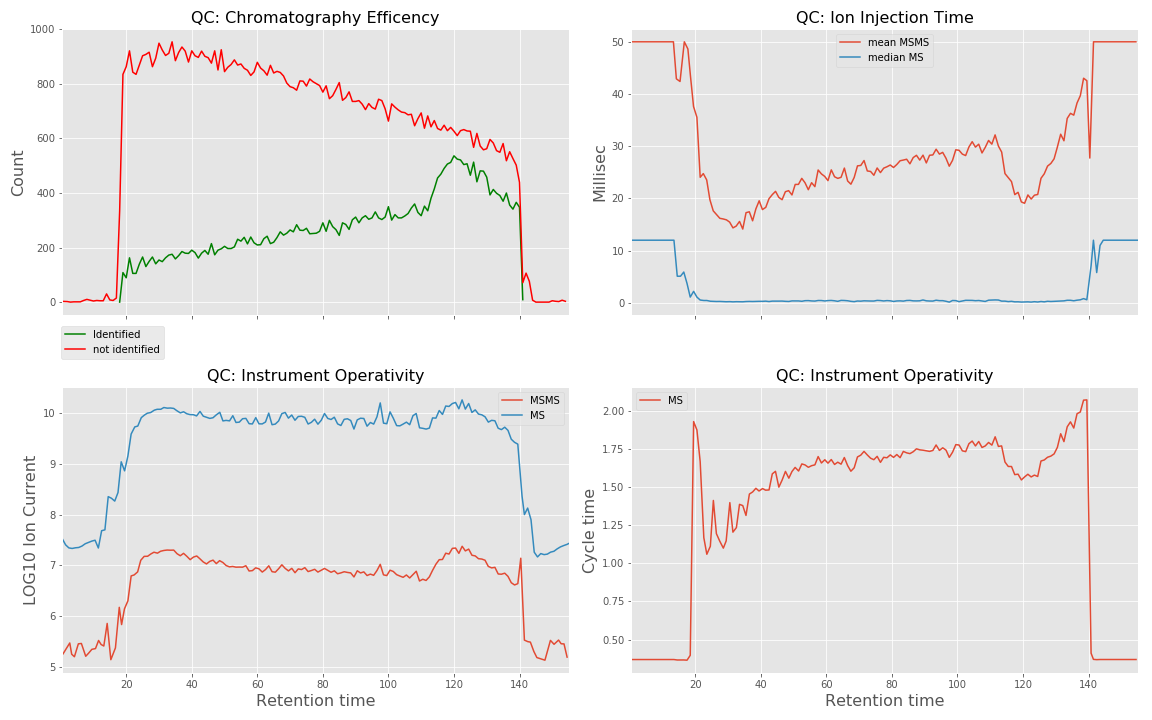 QC: Chromatography Efficency
1000
800
600
400
200
0
Count
Identified
not identified
QC: Ion Injection Time
50
40
30
20
10
0
Millisec
mean MSMS
median MS
QC: Instrument Operativity
10
9
8
7
6
5
LOG10 Ion Current
MSMS
MS
20 40 60 80 100 120 140
Retention time
QC: Instrument Operativity
2.00
1.75
1.50
1.25
1.00
0.75
0.50
Cycle time
MS
20 40 60 80 100 120 140
Retention time